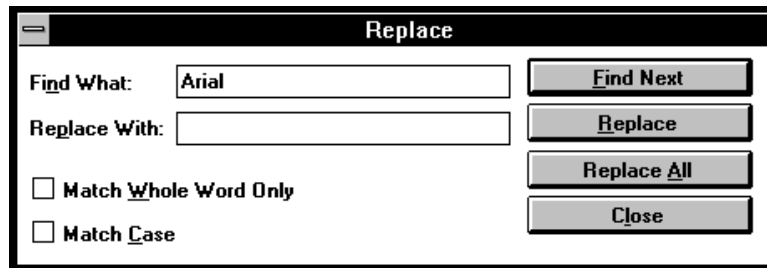 Replace
Find What: Arial
Find Next
Replace With:
Replace
Replace All
Match Whole Word Only
Close
Match Case